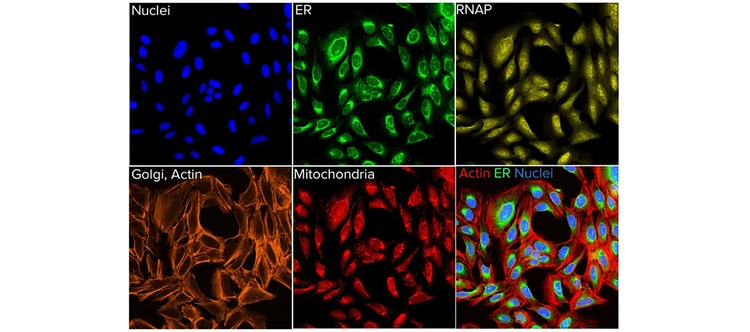 Nuclei
ER
RNAP
Golgi, Actin
Mitochondria
Actin ER Nuclei